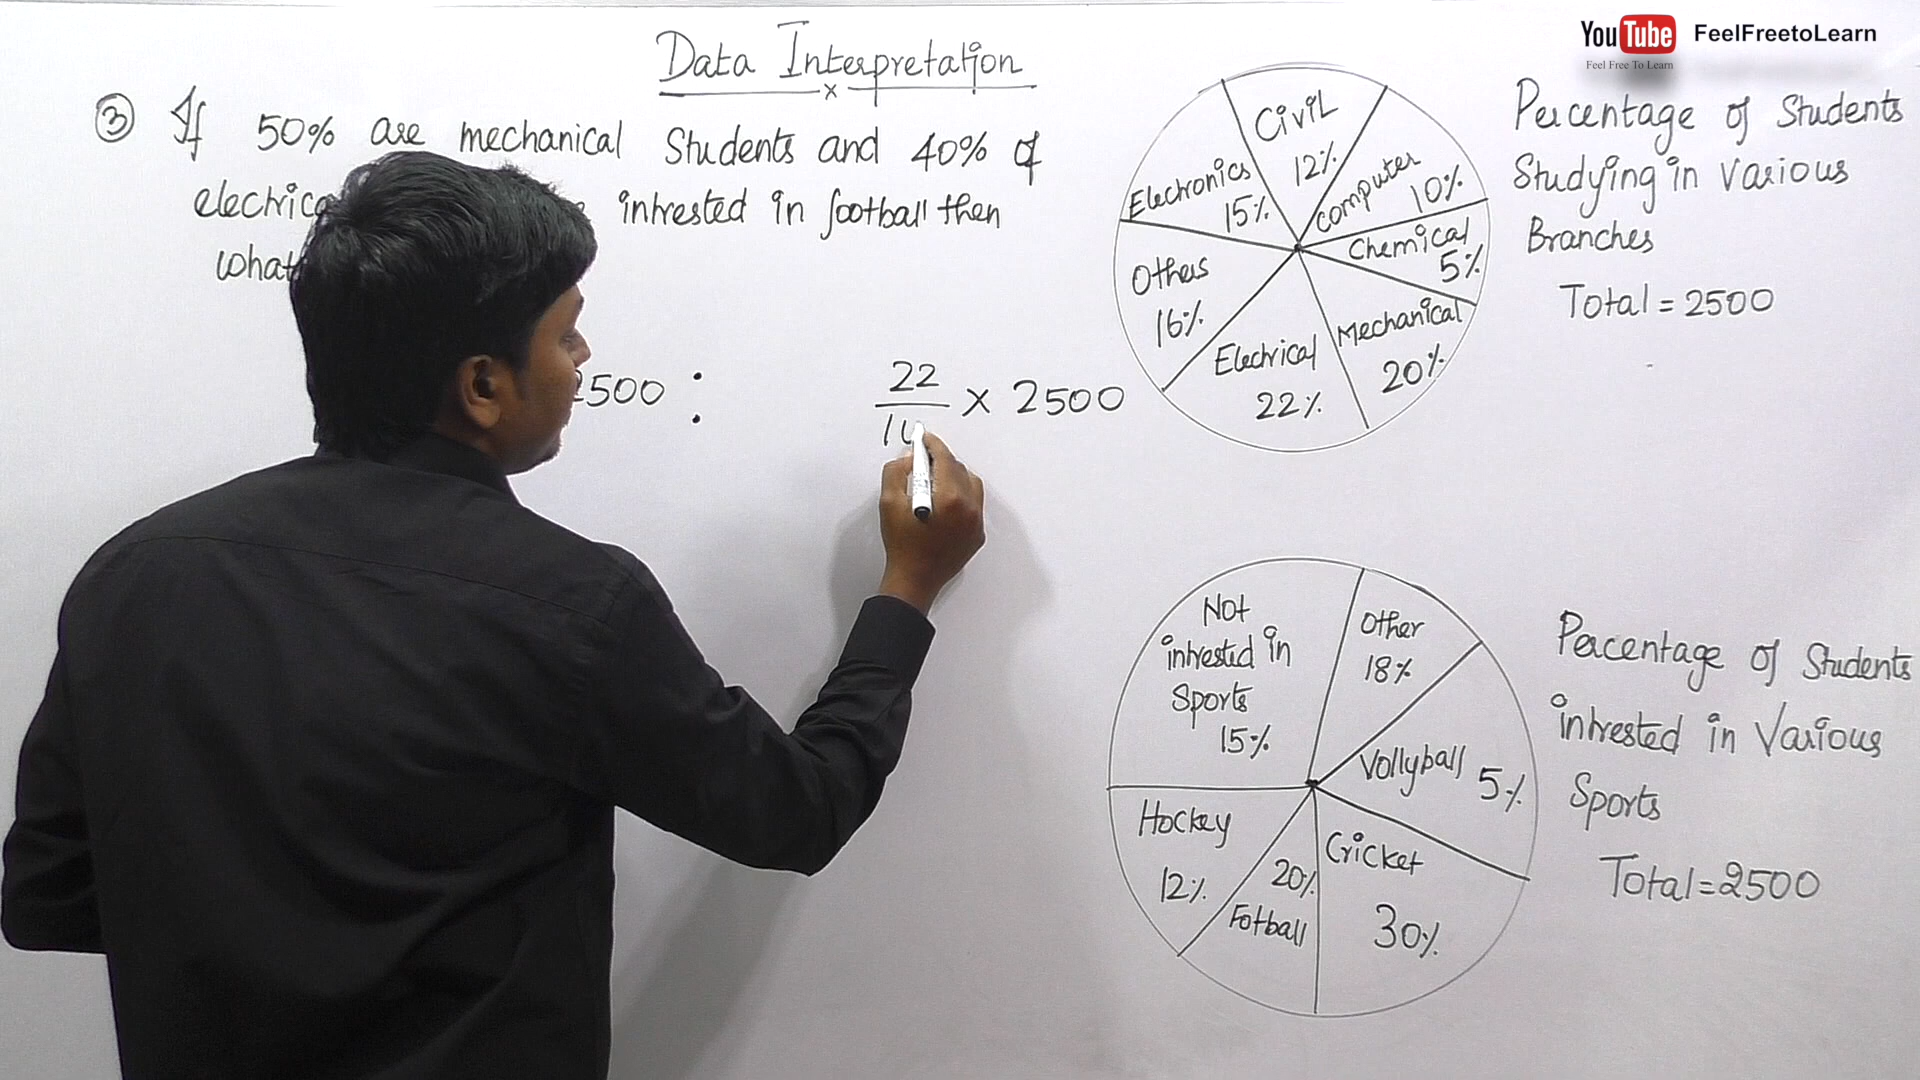 YouTube FeelFreetoLearn
Feel Free To Learn
Data Interpretation
x
③ If 50% are mechanical Students and 40% of
intrested in football then
what
2500 :
22
— × 2500
Civil
12%
Computer
10%
Chemical
5%
Mechanical
20%
Electrical
22%
Others
16%
Electronics
15%
Percentage of Students
Studying in Various
Branches
Total = 2500
Not
intrested in
Sports
15%
Other
18%
Vollyball 5%
Cricket
30%
20%
Fotball
Hockey
12%
Percentage of Students
intrested in Various
Sports
Total = 2500